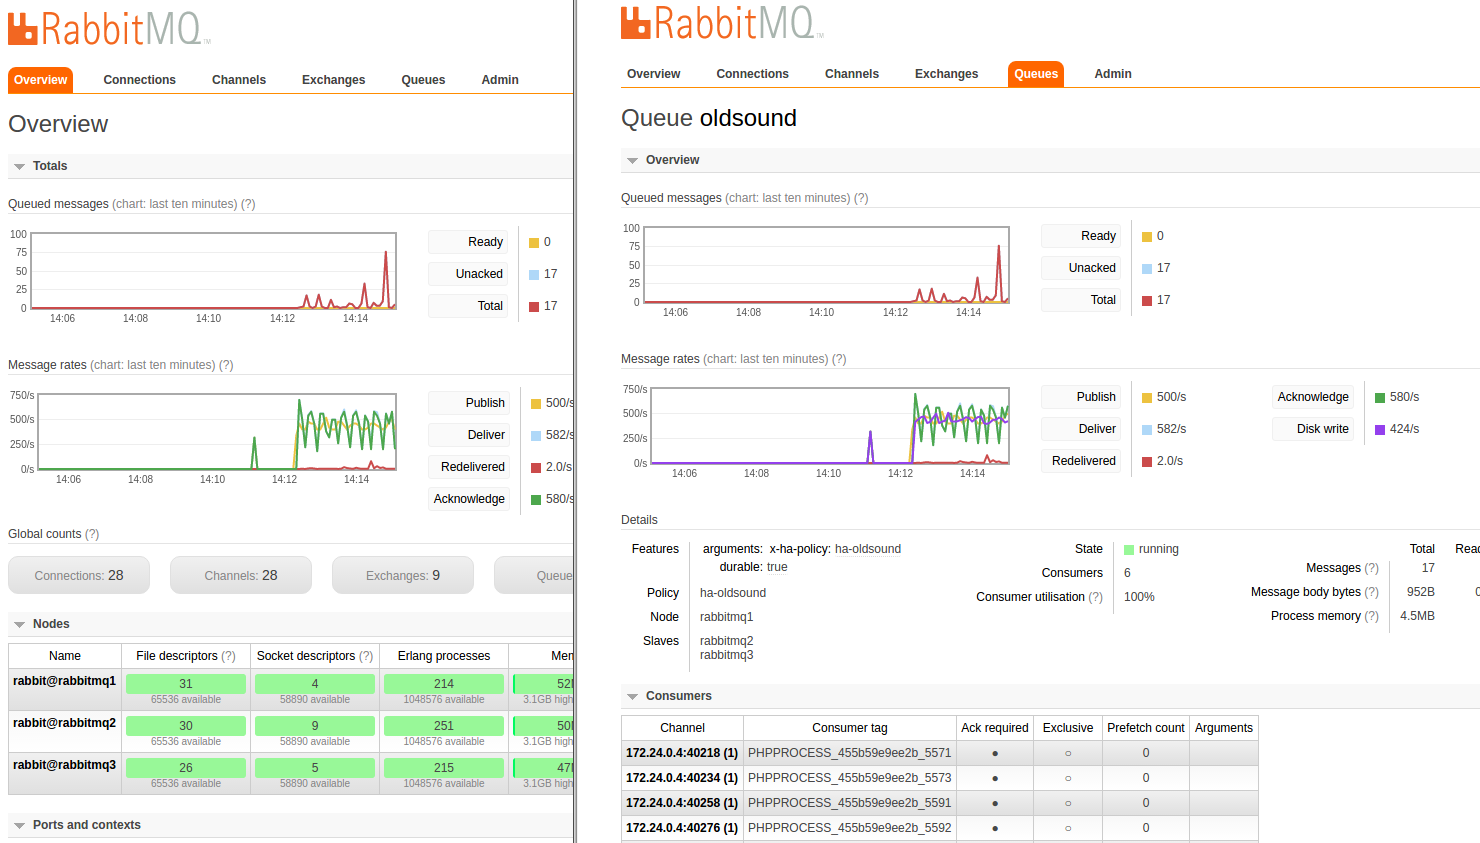 RabbitMQ™
Overview Connections Channels Exchanges Queues Admin
Overview
Totals
Queued messages (chart: last ten minutes) (?)
100
75
50
25
0
14:06 14:08 14:10 14:12 14:14
Ready 0
Unacked 17
Total 17
Message rates (chart: last ten minutes) (?)
750/s
500/s
250/s
0/s
14:06 14:08 14:10 14:12 14:14
Publish 500/s
Deliver 582/s
Redelivered 2.0/s
Acknowledge 580/s
Global counts (?)
Connections: 28 Channels: 28 Exchanges: 9 Queue
Nodes
Name File descriptors (?) Socket descriptors (?) Erlang processes Mem
rabbit@rabbitmq1 31 4 214 52
65536 available 58890 available 1048576 available 3.1GB high
rabbit@rabbitmq2 30 9 251 50
65536 available 58890 available 1048576 available 3.1GB high
rabbit@rabbitmq3 26 5 215 47
65536 available 58890 available 1048576 available 3.1GB high
Ports and contexts
RabbitMQ™
Overview Connections Channels Exchanges Queues Admin
Queue oldsound
Overview
Queued messages (chart: last ten minutes) (?)
100
75
50
25
0
14:06 14:08 14:10 14:12 14:14
Ready 0
Unacked 17
Total 17
Message rates (chart: last ten minutes) (?)
750/s
500/s
250/s
0/s
14:06 14:08 14:10 14:12 14:14
Publish 500/s
Deliver 582/s
Redelivered 2.0/s
Acknowledge 580/s
Disk write 424/s
Details
Features arguments: x-ha-policy: ha-oldsound
durable: true
Policy ha-oldsound
Node rabbitmq1
Slaves rabbitmq2
rabbitmq3
State running
Consumers 6
Consumer utilisation (?) 100%
Total Read
Messages (?) 17
Message body bytes (?) 952B 0
Process memory (?) 4.5MB
Consumers
Channel Consumer tag Ack required Exclusive Prefetch count Arguments
172.24.0.4:40218 (1) PHPPROCESS_455b59e9ee2b_5571 ● ○ 0
172.24.0.4:40234 (1) PHPPROCESS_455b59e9ee2b_5573 ● ○ 0
172.24.0.4:40258 (1) PHPPROCESS_455b59e9ee2b_5591 ● ○ 0
172.24.0.4:40276 (1) PHPPROCESS_455b59e9ee2b_5592 ● ○ 0